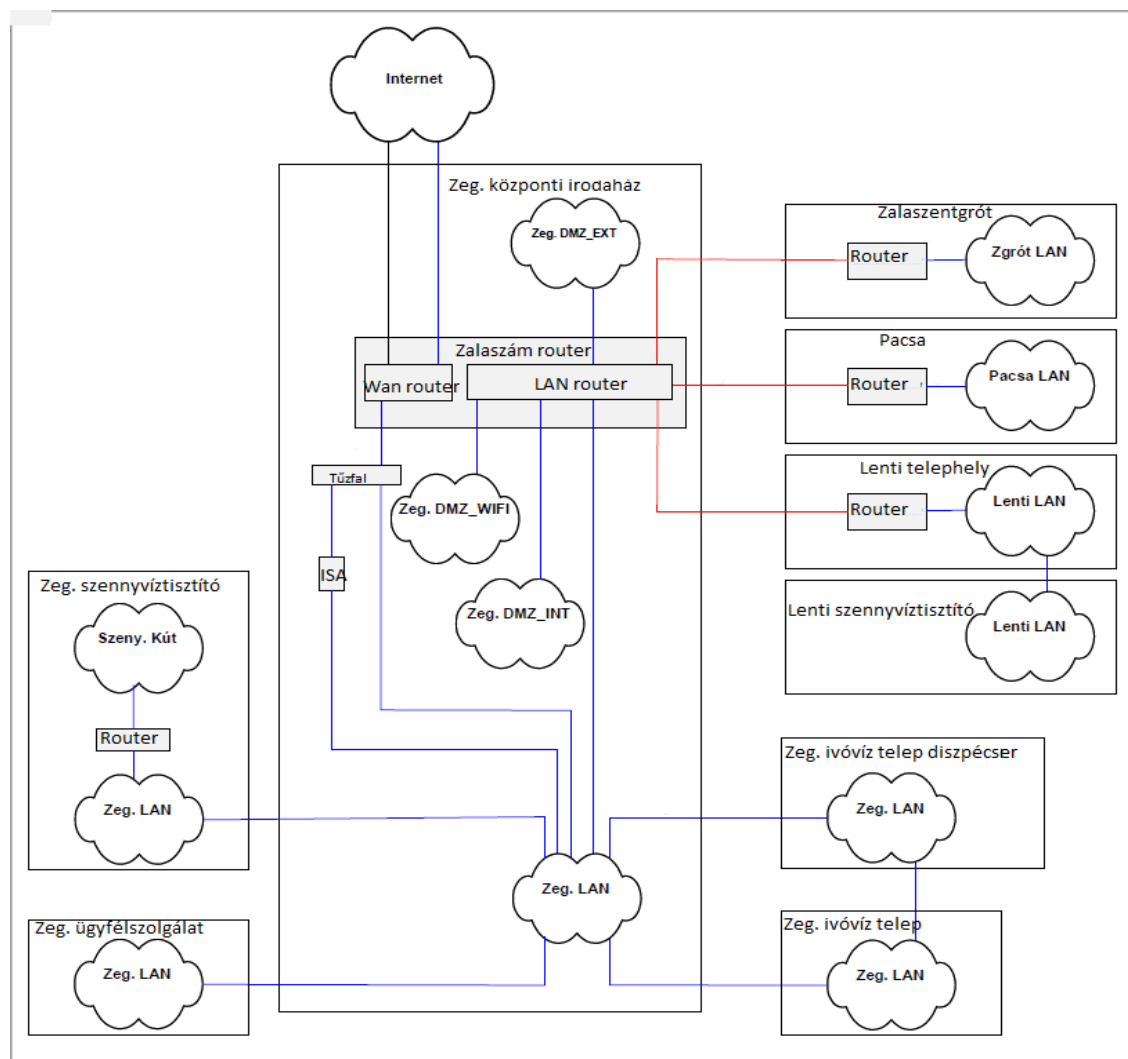 Internet
Zeg. központi irodaház
Zeg. DMZ_EXT
Zalaszentgrót
Router
Zgrót LAN
Zalaszám router
Wan router
LAN router
Pacsa
Router
Pacsa LAN
Tűzfal
Zeg. DMZ_WIFI
Lenti telephely
Router
Lenti LAN
ISA
Zeg. DMZ_INT
Lenti szennyvíztisztító
Lenti LAN
Zeg. szennyvíztisztító
Szeny. Kút
Router
Zeg. LAN
Zeg. ivóvíz telep diszpécser
Zeg. LAN
Zeg. LAN
Zeg. ügyfélszolgálat
Zeg. LAN
Zeg. ivóvíz telep
Zeg. LAN